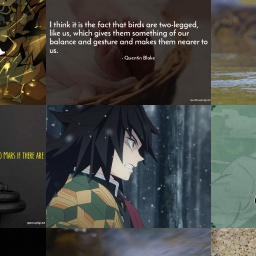 I think it is the fact that birds are two-legged,
like us, which gives them something of our
balance and gesture and makes them nearer to
us.
- Quentin Blake
O MARS IF THERE ARE